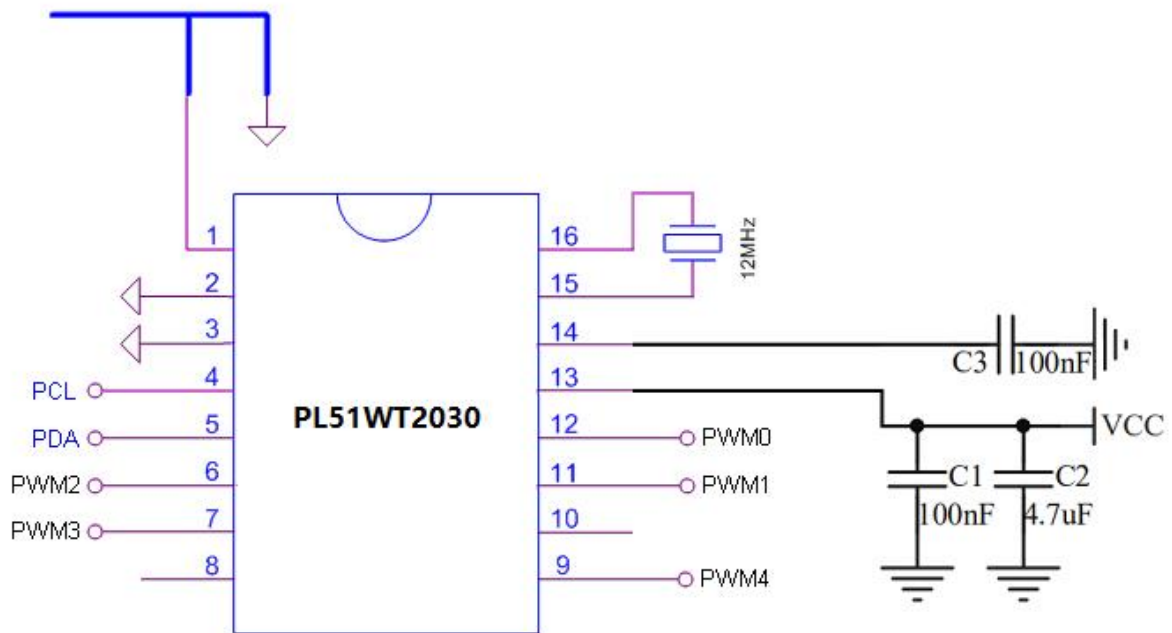 1
16
12MHz
2
15
3
14
C3
100nF
PCL
4
13
PL51WT2030
VCC
PDA
5
12
PWM0
PWM2
6
11
PWM1
C1
100nF
C2
4.7uF
PWM3
7
10
8
9
PWM4